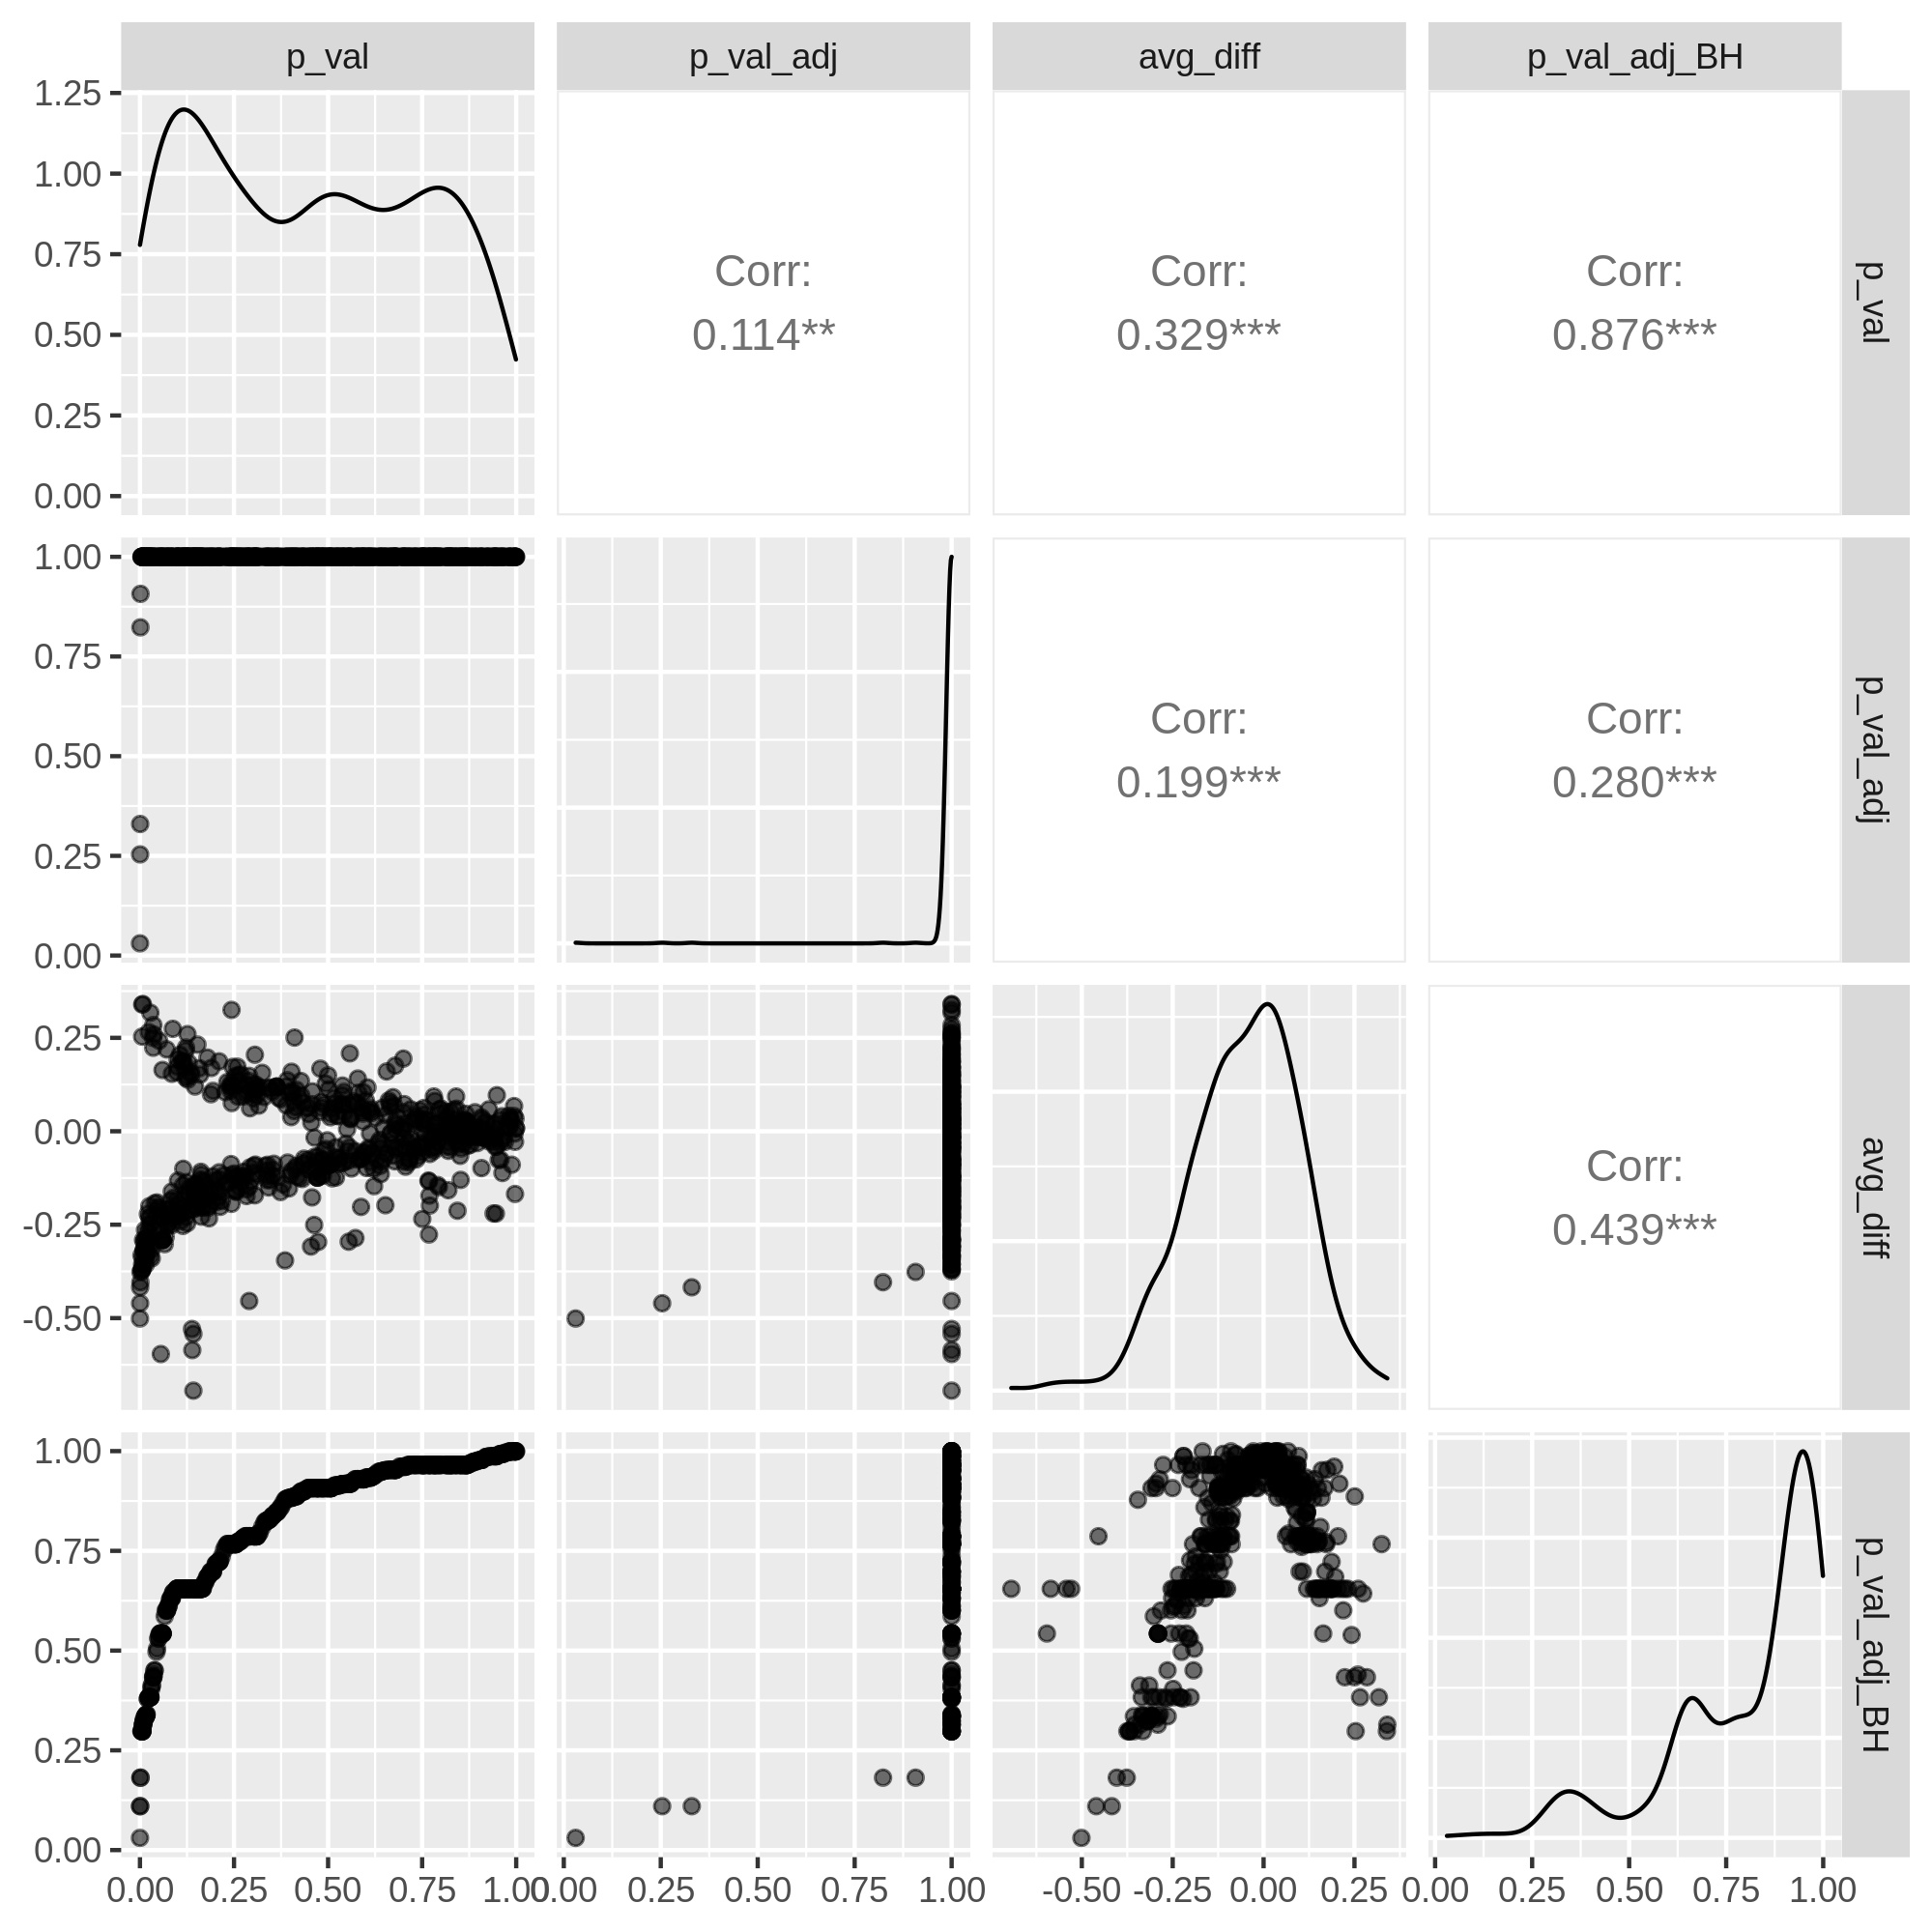 p_val p_val_adj avg_diff p_val_adj_BH
1.25
1.00
0.75
0.50
0.25
0.00
Corr:
0.114**
Corr:
0.329***
Corr:
0.876***
p_val
1.00
0.75
0.50
0.25
0.00
Corr:
0.199***
Corr:
0.280***
p_val_adj
0.25
0.00
-0.25
-0.50
Corr:
0.439***
avg_diff
1.00
0.75
0.50
0.25
0.00
p_val_adj_BH
0.00 0.25 0.50 0.75 1.00
0.00 0.25 0.50 0.75 1.00
-0.50 -0.25 0.00 0.25
0.00 0.25 0.50 0.75 1.00